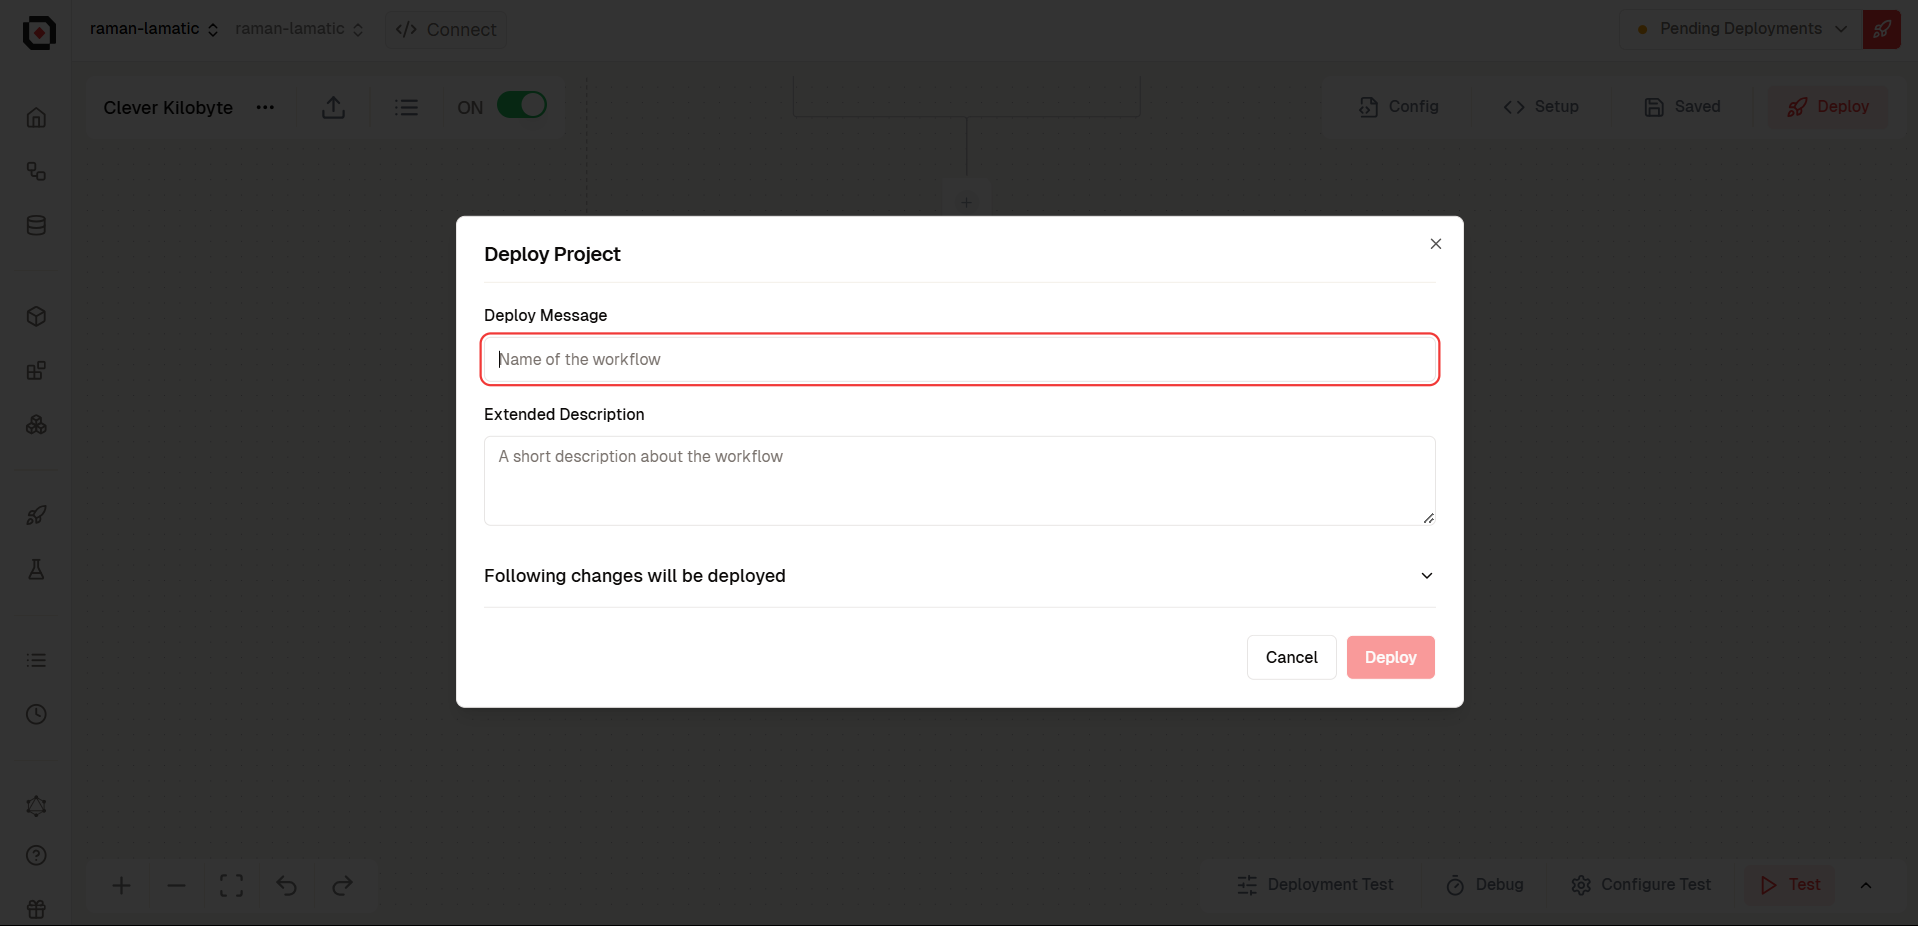 raman-lamatic raman-lamatic Connect Pending Deployments
Clever Kilobyte ON Config Setup Saved Deploy
Deploy Project
Deploy Message
Name of the workflow
Extended Description
A short description about the workflow
Following changes will be deployed
Cancel Deploy
Deployment Test Debug Configure Test Test